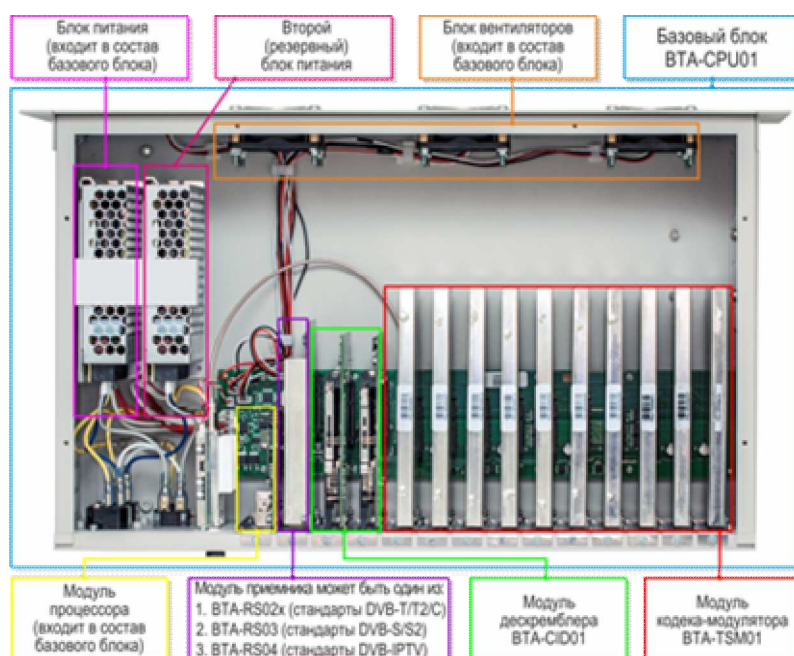 Блок питания
(входит в состав
базового блока)
Второй
(резервный)
блок питания
Блок вентиляторов
(входит в состав
базового блока)
Базовый блок
BTA-CPU01
Модуль
процессора
(входит в состав
базового блока)
Модуль приемника может быть один из:
1. BTA-RS02x (стандарты DVB-T/T2/C)
2. BTA-RS03 (стандарты DVB-S/S2)
3. BTA-RS04 (стандарты DVB-IPTV)
Модуль
дескремблера
BTA-CID01
Модуль
кодека-модулятора
BTA-TSM01